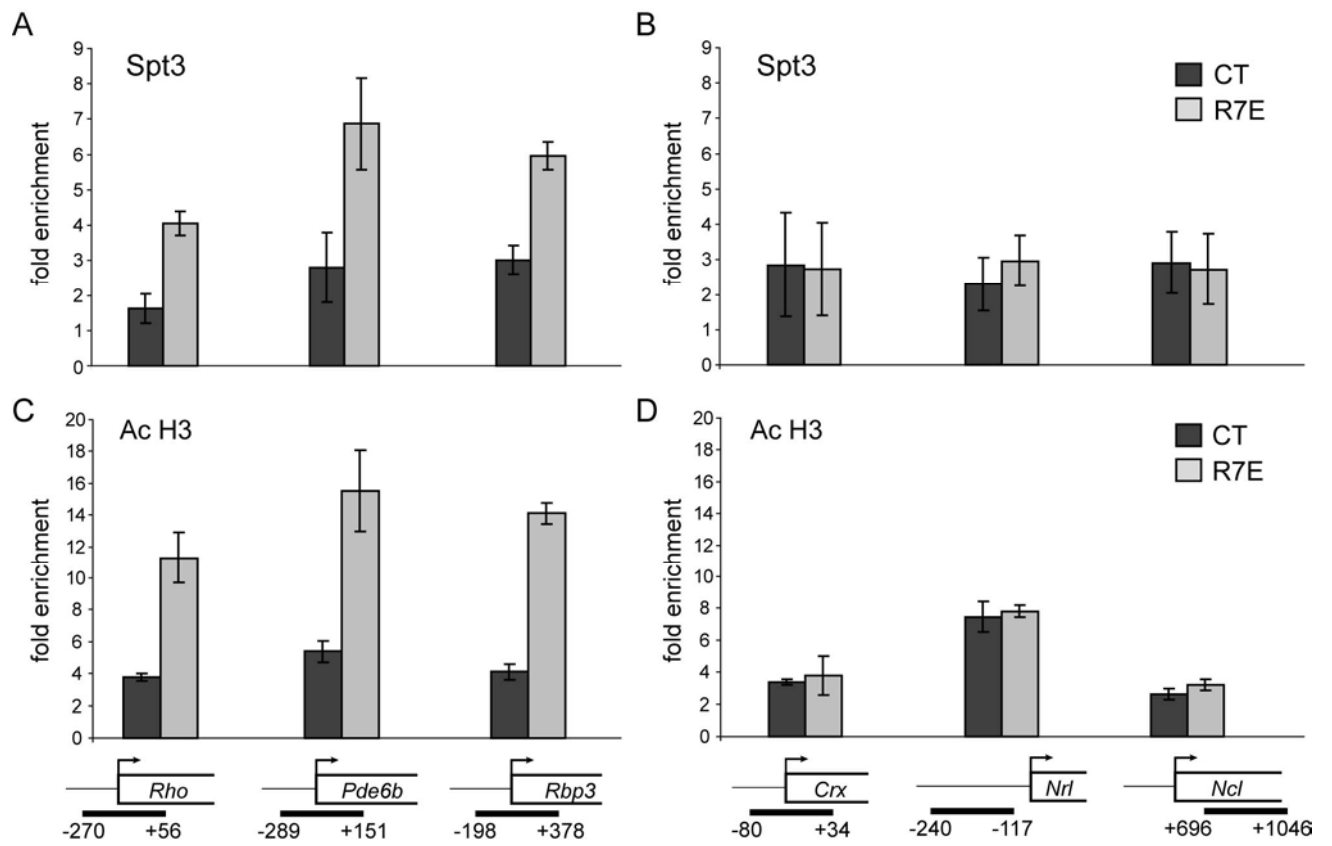 A
Spt3
fold enrichment
9
8
7
6
5
4
3
2
1
0
B
Spt3
CT
R7E
fold enrichment
9
8
7
6
5
4
3
2
1
0
C
Ac H3
fold enrichment
20
18
16
14
12
10
8
6
4
2
0
Rho
Pde6b
Rbp3
-270 +56 -289 +151 -198 +378
D
Ac H3
CT
R7E
fold enrichment
20
18
16
14
12
10
8
6
4
2
0
Crx
Nrl
Ncl
-80 +34 -240 -117 +696 +1046